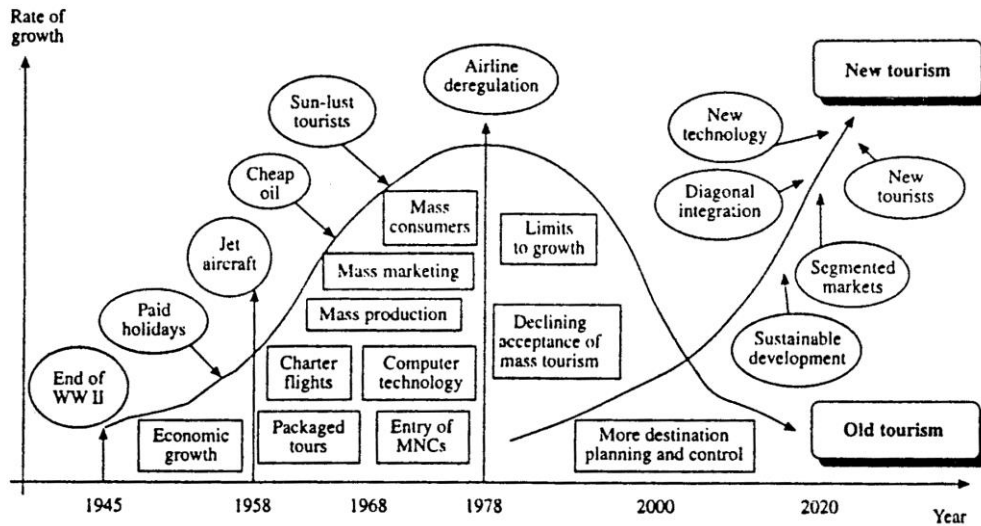 Rate of
growth
Airline
deregulation
New tourism
Sun-lust
tourists
New
technology
Cheap
oil
New
tourists
Mass
consumers
Diagonal
integration
Jet
aircraft
Limits
to growth
Mass marketing
Segmented
markets
Paid
holidays
Mass production
Declining
acceptance of
mass tourism
Sustainable
development
End of
WW II
Charter
flights
Computer
technology
Economic
growth
Packaged
tours
Entry of
MNCs
More destination
planning and control
Old tourism
1945
1958
1968
1978
2000
2020
Year